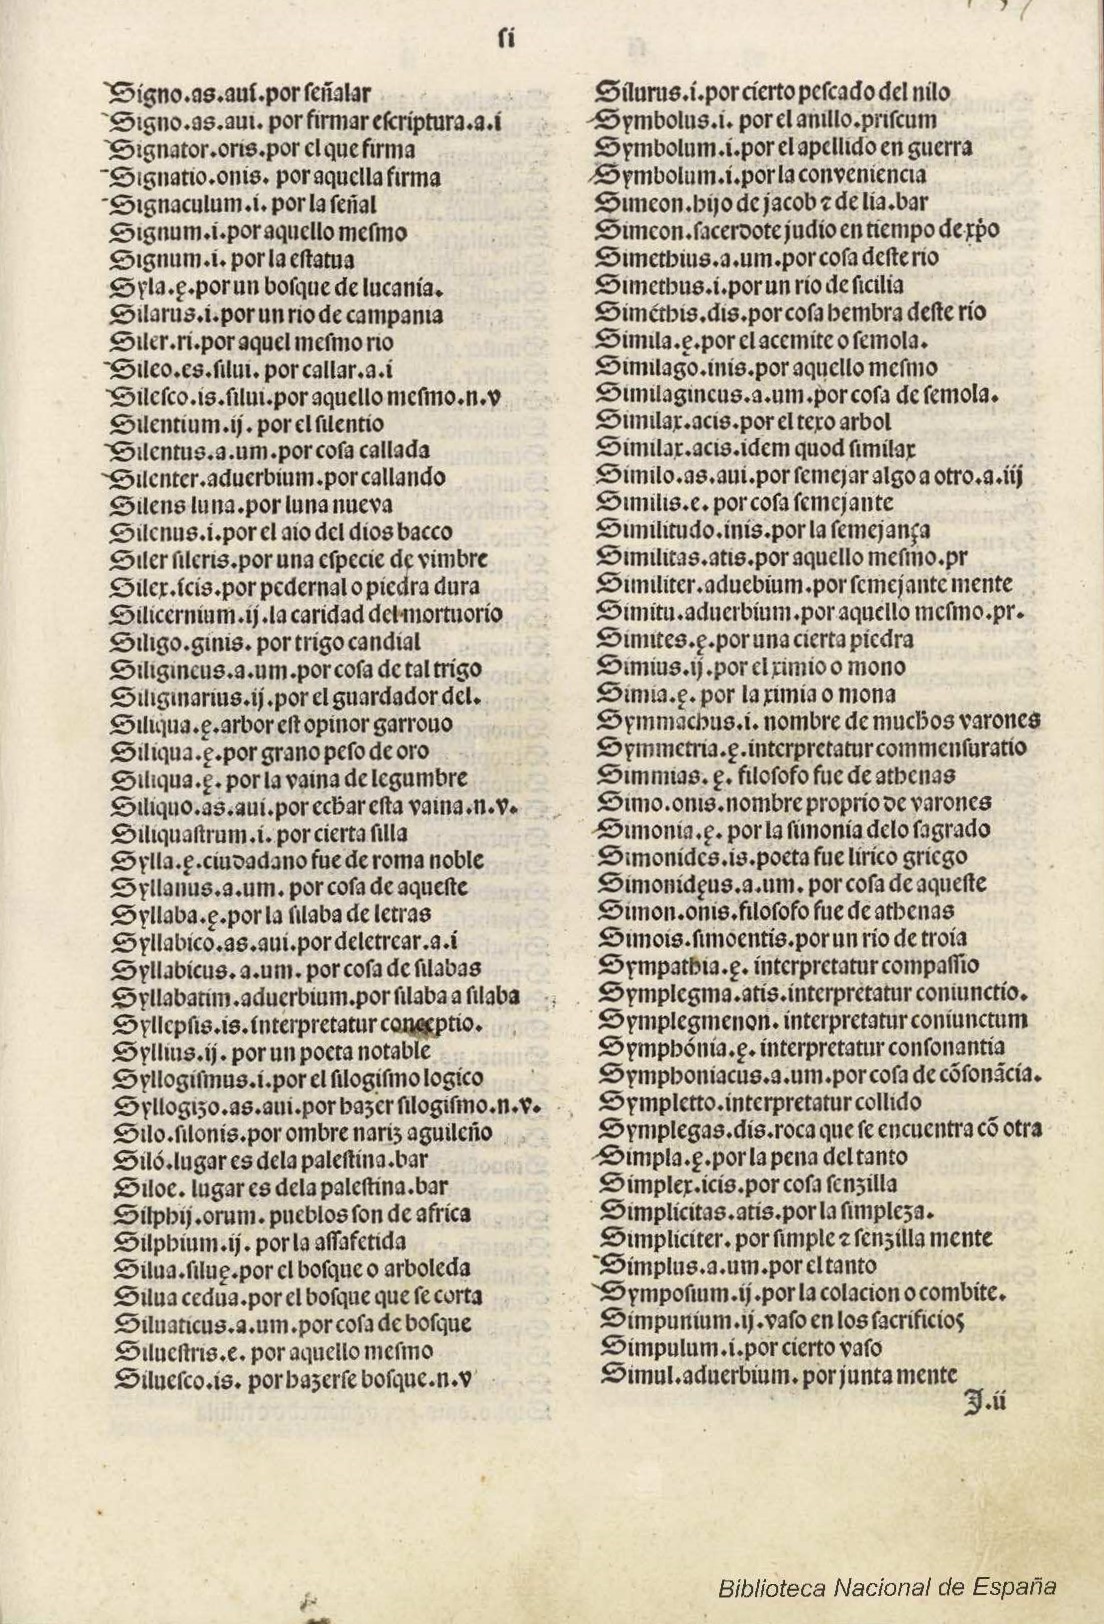 si
Signo.as.aui.por señalar
Signo.as.aui. por firmar escriptura.a.i
Signator.oris.por el que firma
Signatio.onis. por aquella firma
Signaculum.i. por la señal
Signum.i.por aquello mesmo
Signum.i. por la estatua
Syla.ę.por un bosque de lucania.
Silarus.i.por un rio de campania
Siler.ri.por aquel mesmo rio
Sileo.es.silui. por callar.a.i
Silesco.is.silui.por aquello mesmo.n.v
Silentium.ij. por el silentio
Silentus.a.um.por cosa callada
Silenter.aduerbium.por callando
Silens luna.por luna nueva
Silenus.i.por el aio del dios bacco
Siler sileris.por una especie de vimbre
Silex.icis.por pedernal o piedra dura
Silicernium.ij.la caridad del mortuorio
Siligo.ginis. por trigo candial
Siligineus.a.um.por cosa de tal trigo
Siliginarius.ij.por el guardador del.
Siliqua.ę.arbor est opinor garrouo
Siliqua.ę.por grano peso de oro
Siliqua.ę. por la vaina de legumbre
Siliquo.as.aui.por echar esta vaina.n.v.
Siliquastrum.i. por cierta silla
Sylla.ę.ciudadano fue de roma noble
Syllanus.a.um. por cosa de aqueste
Syllaba.ę.por la silaba de letras
Syllabico.as.aui.por deletrear.a.i
Syllabicus.a.um. por cosa de silabas
Syllabatim.aduerbium.por silaba a silaba
Syllepsis.is.interpretatur conceptio.
Syllius.ij. por un poeta notable
Syllogismus.i.por el silogismo logico
Syllogizo.as.aui.por hazer silogismo.n.v.
Silo.silonis.por ombre nariz aguileño
Siló.lugar es dela palestina.bar
Siloe. lugar es dela palestina.bar
Silphij.orum. pueblos son de africa
Silphium.ij. por la assafetida
Silua.siluę.por el bosque o arboleda
Silua cedua.por el bosque que se corta
Siluaticus.a.um.por cosa de bosque
Siluestris.e. por aquello mesmo
Siluesco.is. por hazerse bosque.n.v
Silurus.i.por cierto pescado del nilo
Symbolus.i. por el anillo.priscum
Symbolum.i.por el apellido en guerra
Symbolum.i.por la conveniencia
Simeon.hijo de jacob ⁊ de lia.bar
Simeon.sacerdote judio en tiempo de xp̃o
Simethius.a.um.por cosa deste rio
Simethus.i.por un rio de sicilia
Siméthis.dis.por cosa hembra deste rio
Simila.ę.por el acemite o semola.
Similago.inis.por aquello mesmo
Similagineus.a.um.por cosa de semola.
Similax.acis.por el texo arbol
Similax.acis.idem quod similax
Similo.as.aui.por semejar algo a otro.a.iij
Similis.e. por cosa semejante
Similitudo.inis.por la semejança
Similitas.atis.por aquello mesmo.pr
Similiter.aduebium.por semejante mente
Simitu.aduerbium.por aquello mesmo.pr.
Simites.ę.por una cierta piedra
Simius.ij.por el ximio o mono
Simia.ę. por la ximia o mona
Symmachus.i. nombre de muchos varones
Symmetria.ę.interpretatur commensuratio
Simmias.ę. filosofo fue de athenas
Simo.onis.nombre proprio de varones
Simonia.ę. por la simonia delo sagrado
Simonides.is.poeta fue lirico griego
Simonidęus.a.um. por cosa de aqueste
Simon.onis.filosofo fue de athenas
Simois.simoentis.por un rio de troia
Sympathia.ę. interpretatur compassio
Symplegma.atis.interpretatur coniunctio.
Symplegmenon. interpretatur coniunctum
Symphónia.ę. interpretatur consonantia
Symphoniacus.a.um.por cosa de cõsonãcia.
Sympletto.interpretatur collido
Symplegas.dis.roca que se encuentra cõ otra
Simpla.ę.por la pena del tanto
Simplex.icis.por cosa senzilla
Simplicitas.atis.por la simpleza.
Simpliciter. por simple ⁊ senzilla mente
Simplus.a.um.por el tanto
Symposium.ij.por la colacion o combite.
Simpunium.ij.vaso en los sacrificios
Simpulum.i.por cierto vaso
Simul.aduerbium. por junta mente
J.ii
Biblioteca Nacional de España